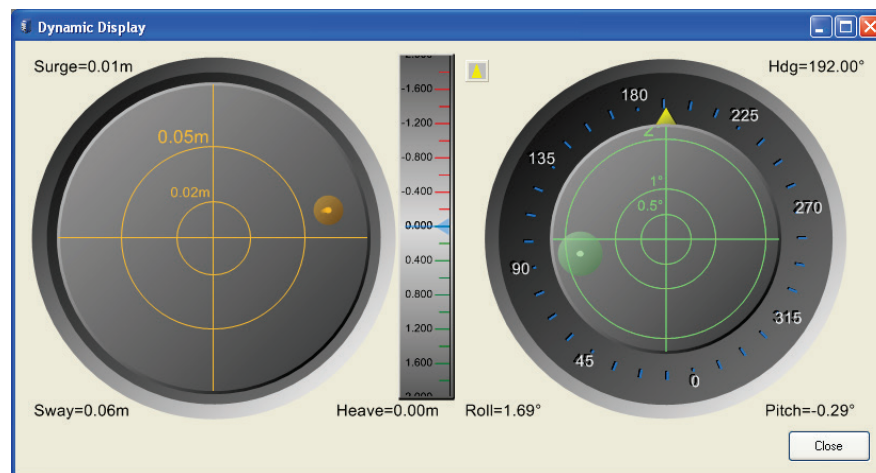 Dynamic Display
Surge=0.01m
0.05m
0.02m
Sway=0.06m
-1.600
-1.200
-0.800
-0.400
0.000
0.400
0.800
1.200
1.600
Heave=0.00m
Hdg=192.00°
180
225
135
270
90
315
45
0
1°
0.5°
Roll=1.69°
Pitch=-0.29°
Close